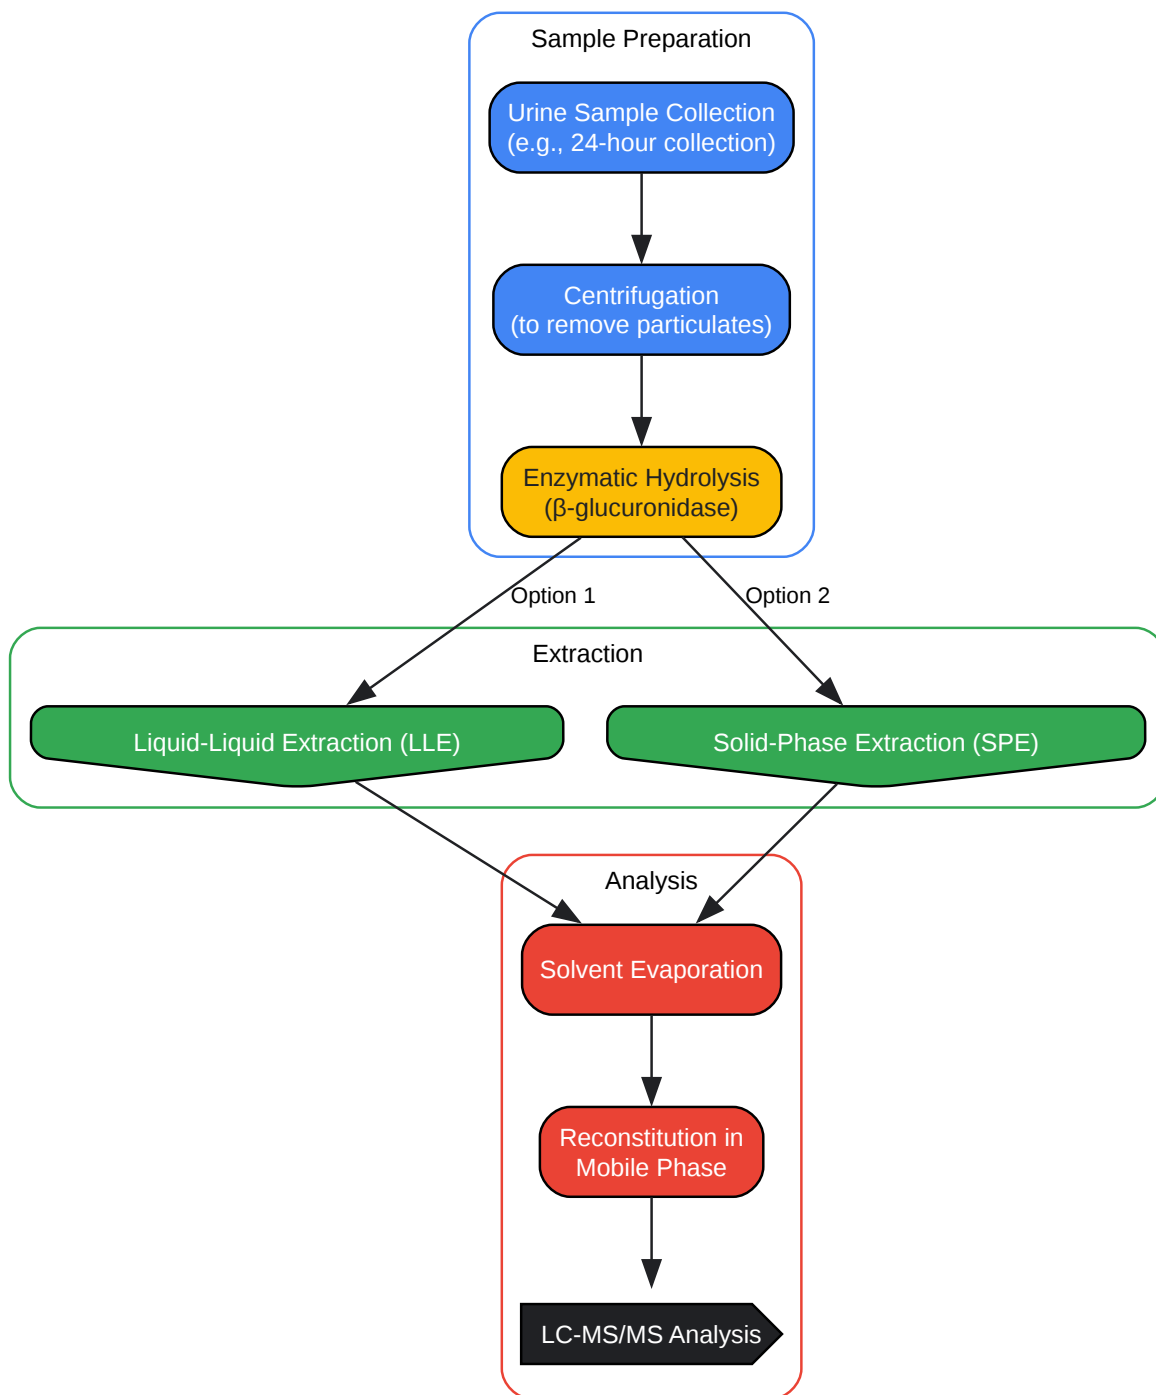 Sample Preparation
Urine Sample Collection
(e.g., 24-hour collection)
Centrifugation
(to remove particulates)
Enzymatic Hydrolysis
(β-glucuronidase)
Option 1
Option 2
Extraction
Liquid-Liquid Extraction (LLE)
Solid-Phase Extraction (SPE)
Analysis
Solvent Evaporation
Reconstitution in
Mobile Phase
LC-MS/MS Analysis